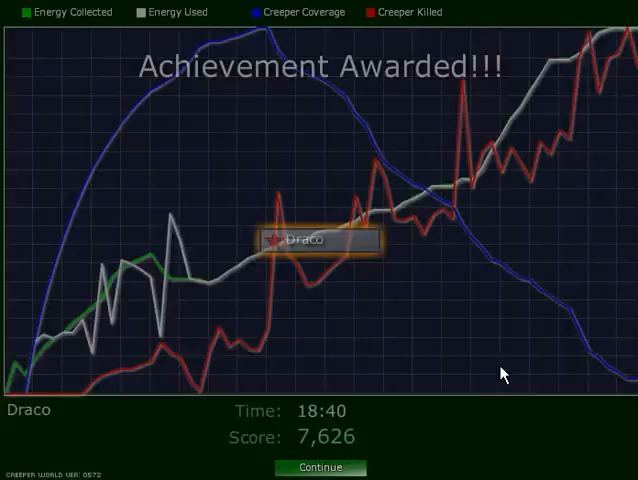 Energy Collected Energy Used Creeper Coverage Creeper Killed
Achievement Awarded!!!
Draco
Draco
Time: 18:40
Score: 7,626
Continue
CREEPER WORLD VER: 0572